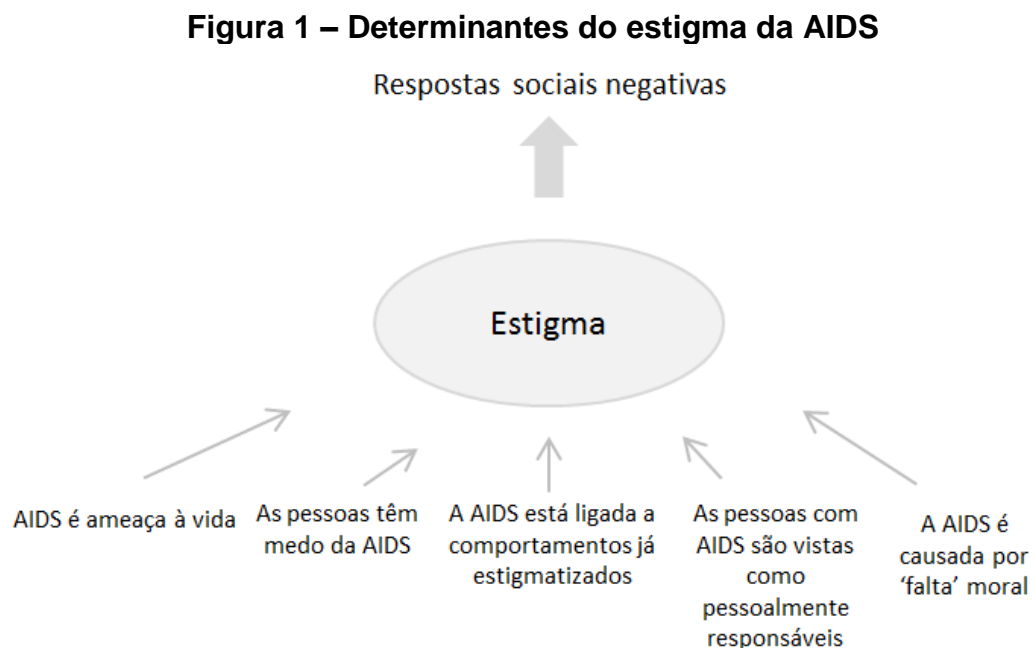 Figura 1 – Determinantes do estigma da AIDS
Respostas sociais negativas
Estigma
AIDS é ameaça à vida
As pessoas têm
medo da AIDS
A AIDS está ligada a
comportamentos já
estigmatizados
As pessoas com
AIDS são vistas
como
pessoalmente
responsáveis
A AIDS é
causada por
‘falta’ moral